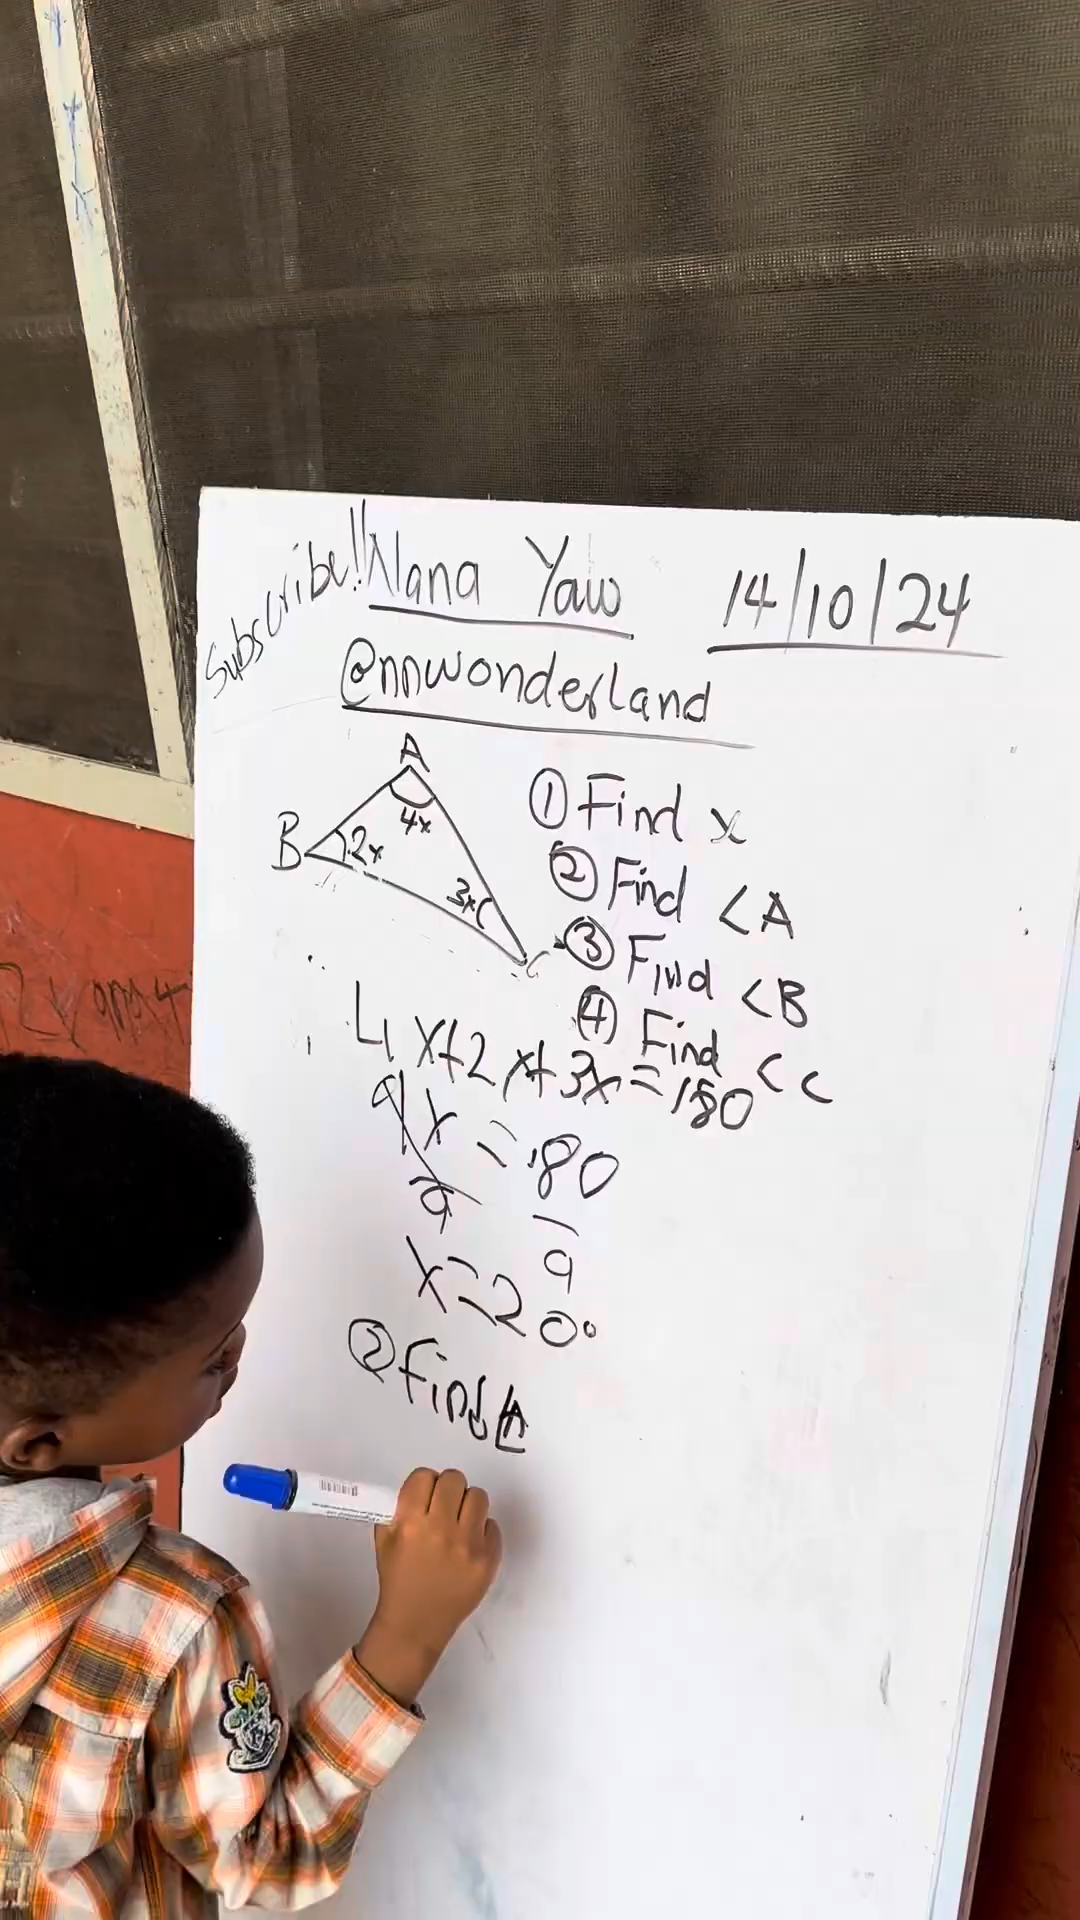 Subscribe!! Nana Yaw 14/10/24
@nnwonderland
A
4x
B 2x
3x
C
① Find x
② Find <A
③ Find <B
④ Find <C
4x+2x+3x=180
9x = 180
9 9
x=20°
② find A